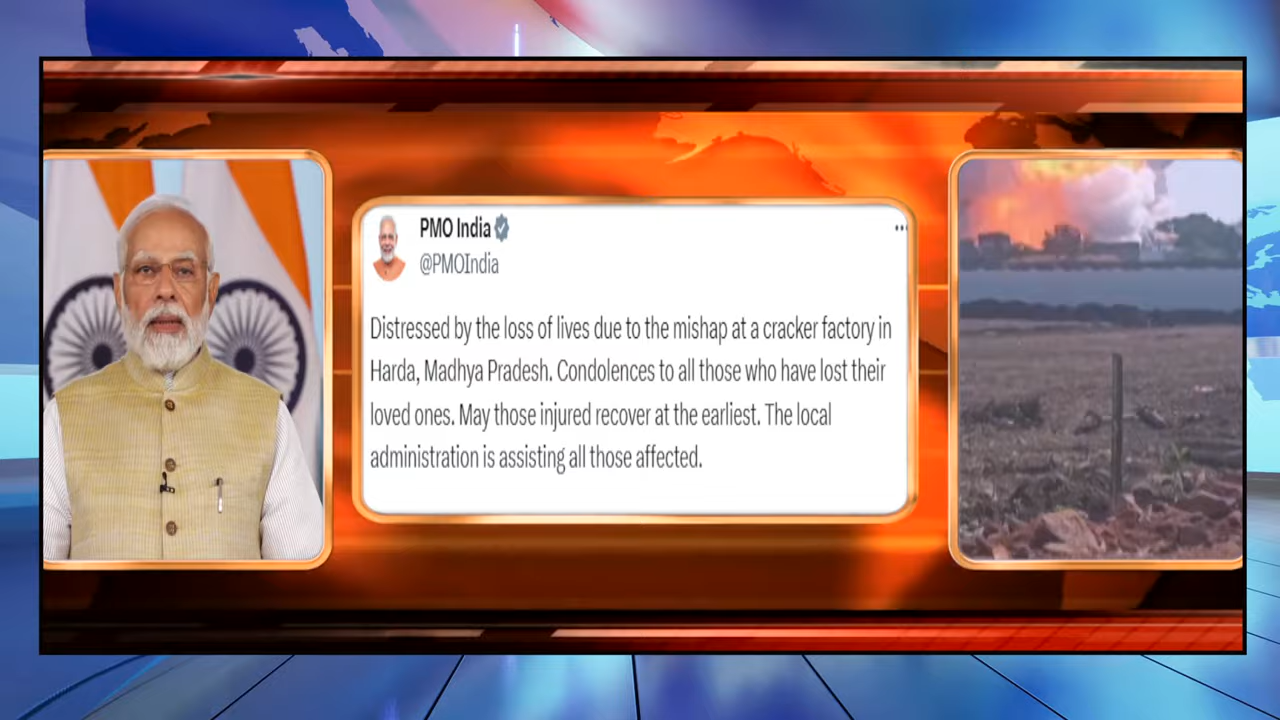 PMO India
@PMOIndia
Distressed by the loss of lives due to the mishap at a cracker factory in
Harda, Madhya Pradesh. Condolences to all those who have lost their
loved ones. May those injured recover at the earliest. The local
administration is assisting all those affected.